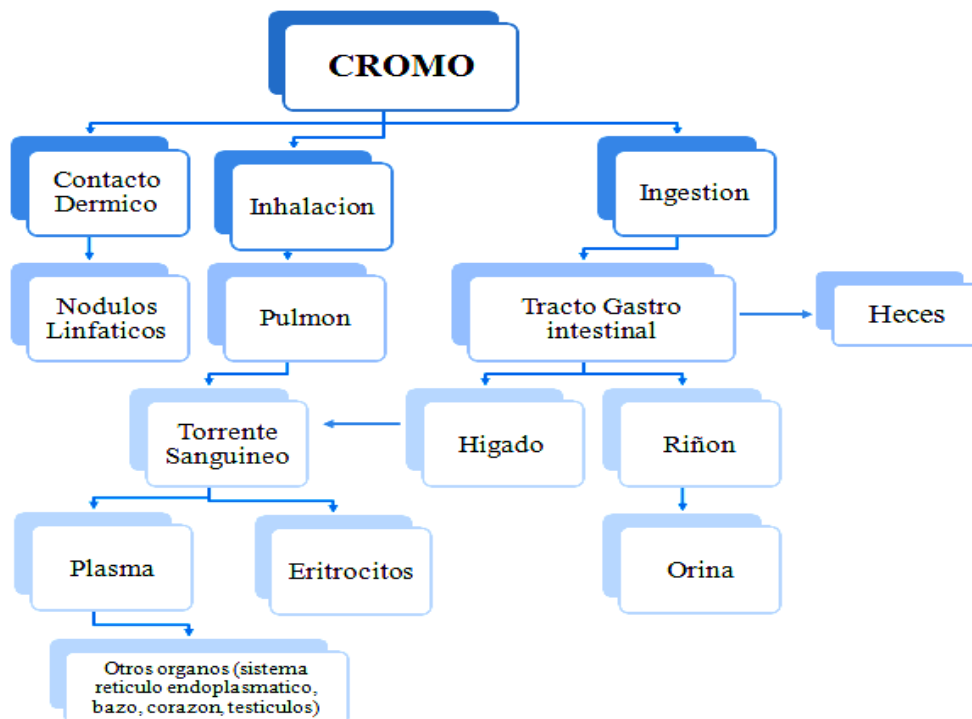 CROMO
Contacto
Dermico
Inhalacion
Ingestion
Nodulos
Linfaticos
Pulmon
Tracto Gastro
intestinal
Heces
Torrente
Sanguineo
Higado
Riñon
Plasma
Eritrocitos
Orina
Otros organos (sistema
reticulo endoplasmatico,
bazo, corazon, testiculos)